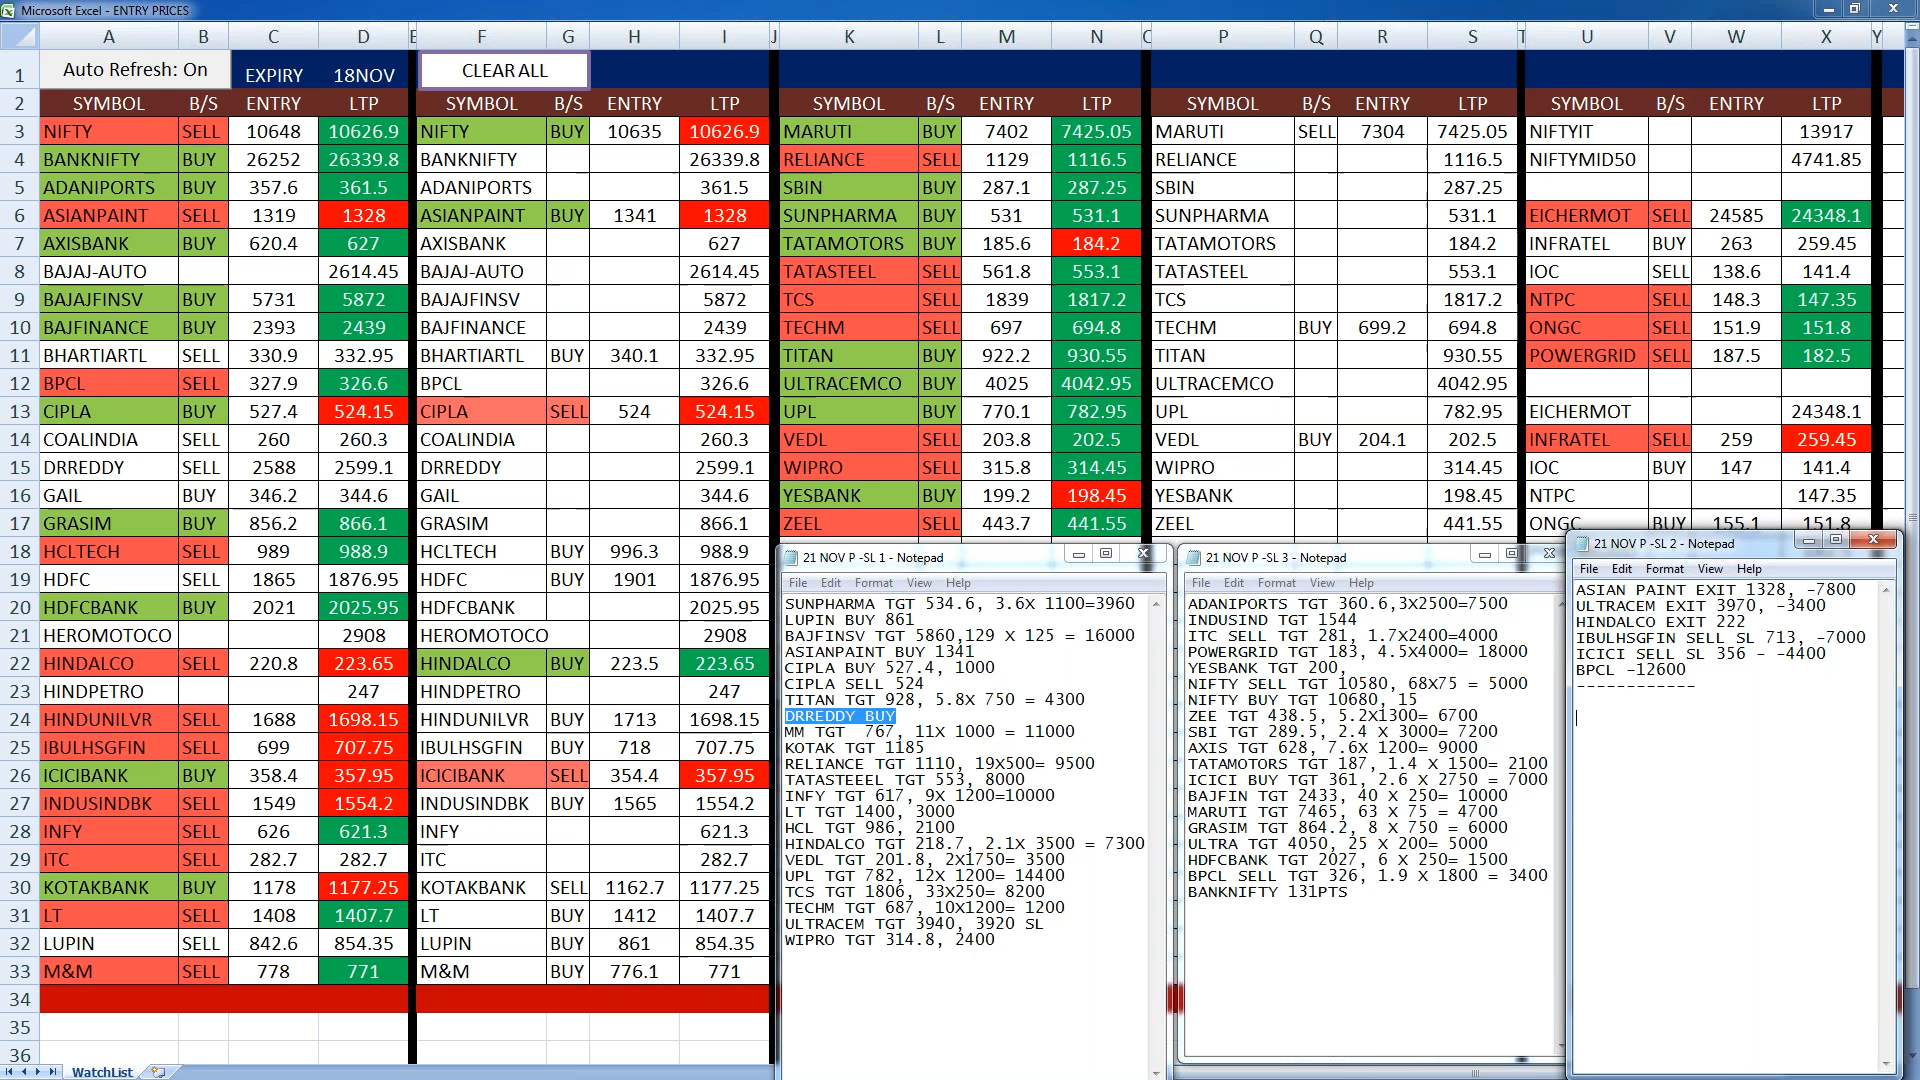 Microsoft Excel - ENTRY PRICES
A B C D E F G H I J K L M N O P Q R S T U V W X Y
1 Auto Refresh: On EXPIRY 18NOV CLEAR ALL
2 SYMBOL B/S ENTRY LTP SYMBOL B/S ENTRY LTP SYMBOL B/S ENTRY LTP SYMBOL B/S ENTRY LTP SYMBOL B/S ENTRY LTP
3 NIFTY SELL 10648 10626.9 NIFTY BUY 10635 10626.9 MARUTI BUY 7402 7425.05 MARUTI SELL 7304 7425.05 NIFTYIT 13917
4 BANKNIFTY BUY 26252 26339.8 BANKNIFTY 26339.8 RELIANCE SELL 1129 1116.5 RELIANCE 1116.5 NIFTYMID50 4741.85
5 ADANIPORTS BUY 357.6 361.5 ADANIPORTS 361.5 SBIN BUY 287.1 287.25 SBIN 287.25
6 ASIANPAINT SELL 1319 1328 ASIANPAINT BUY 1341 1328 SUNPHARMA BUY 531 531.1 SUNPHARMA 531.1 EICHERMOT SELL 24585 24348.1
7 AXISBANK BUY 620.4 627 AXISBANK 627 TATAMOTORS BUY 185.6 184.2 TATAMOTORS 184.2 INFRATEL BUY 263 259.45
8 BAJAJ-AUTO 2614.45 BAJAJ-AUTO 2614.45 TATASTEEL SELL 561.8 553.1 TATASTEEL 553.1 IOC SELL 138.6 141.4
9 BAJAJFINSV BUY 5731 5872 BAJAJFINSV 5872 TCS SELL 1839 1817.2 TCS 1817.2 NTPC SELL 148.3 147.35
10 BAJFINANCE BUY 2393 2439 BAJFINANCE 2439 TECHM SELL 697 694.8 TECHM BUY 699.2 694.8 ONGC SELL 151.9 151.8
11 BHARTIARTL SELL 330.9 332.95 BHARTIARTL BUY 340.1 332.95 TITAN BUY 922.2 930.55 TITAN 930.55 POWERGRID SELL 187.5 182.5
12 BPCL SELL 327.9 326.6 BPCL 326.6 ULTRACEMCO BUY 4025 4042.95 ULTRACEMCO 4042.95
13 CIPLA BUY 527.4 524.15 CIPLA SELL 524 524.15 UPL BUY 770.1 782.95 UPL 782.95 EICHERMOT 24348.1
14 COALINDIA SELL 260 260.3 COALINDIA 260.3 VEDL SELL 203.8 202.5 VEDL BUY 204.1 202.5 INFRATEL SELL 259 259.45
15 DRREDDY SELL 2588 2599.1 DRREDDY 2599.1 WIPRO SELL 315.8 314.45 WIPRO 314.45 IOC BUY 147 141.4
16 GAIL BUY 346.2 344.6 GAIL 344.6 YESBANK BUY 199.2 198.45 YESBANK 198.45 NTPC 147.35
17 GRASIM BUY 856.2 866.1 GRASIM 866.1 ZEEL SELL 443.7 441.55 ZEEL 441.55 ONGC BUY 155.1 151.8
18 HCLTECH SELL 989 988.9 HCLTECH BUY 996.3 988.9
19 HDFC SELL 1865 1876.95 HDFC BUY 1901 1876.95
20 HDFCBANK BUY 2021 2025.95 HDFCBANK 2025.95
21 HEROMOTOCO 2908 HEROMOTOCO 2908
22 HINDALCO SELL 220.8 223.65 HINDALCO BUY 223.5 223.65
23 HINDPETRO 247 HINDPETRO 247
24 HINDUNILVR SELL 1688 1698.15 HINDUNILVR BUY 1713 1698.15
25 IBULHSGFIN SELL 699 707.75 IBULHSGFIN BUY 718 707.75
26 ICICIBANK BUY 358.4 357.95 ICICIBANK SELL 354.4 357.95
27 INDUSINDBK SELL 1549 1554.2 INDUSINDBK BUY 1565 1554.2
28 INFY SELL 626 621.3 INFY 621.3
29 ITC SELL 282.7 282.7 ITC 282.7
30 KOTAKBANK BUY 1178 1177.25 KOTAKBANK SELL 1162.7 1177.25
31 LT SELL 1408 1407.7 LT BUY 1412 1407.7
32 LUPIN SELL 842.6 854.35 LUPIN BUY 861 854.35
33 M&M SELL 778 771 M&M BUY 776.1 771
34
35
36
WatchList
21 NOV P -SL 1 - Notepad
File Edit Format View Help
SUNPHARMA TGT 534.6, 3.6X 1100=3960
LUPIN BUY 861
BAJFINSV TGT 5860,129 X 125 = 16000
ASIANPAINT BUY 1341
CIPLA BUY 527.4, 1000
CIPLA SELL 524
TITAN TGT 928, 5.8X 750 = 4300
DRREDDY BUY
MM TGT  767, 11X 1000 = 11000
KOTAK TGT 1185
RELIANCE TGT 1110, 19X500= 9500
TATASTEEEL TGT 553, 8000
INFY TGT 617, 9X 1200=10000
LT TGT 1400, 3000
HCL TGT 986, 2100
HINDALCO TGT 218.7, 2.1X 3500 = 7300
VEDL TGT 201.8, 2X1750= 3500
UPL TGT 782, 12X 1200= 14400
TCS TGT 1806, 33X250= 8200
TECHM TGT 687, 10X1200= 1200
ULTRACEM TGT 3940, 3920 SL
WIPRO TGT 314.8, 2400
21 NOV P -SL 3 - Notepad
File Edit Format View Help
ADANIPORTS TGT 360.6,3X2500=7500
INDUSIND TGT 1544
ITC SELL TGT 281, 1.7X2400=4000
POWERGRID TGT 183, 4.5X4000= 18000
YESBANK TGT 200,
NIFTY SELL TGT 10580, 68X75 = 5000
NIFTY BUY TGT 10680, 15
ZEE TGT 438.5, 5.2X1300= 6700
SBI TGT 289.5, 2.4 X 3000= 7200
AXIS TGT 628, 7.6X 1200= 9000
TATAMOTORS TGT 187, 1.4 X 1500= 2100
ICICI BUY TGT 361, 2.6 X 2750 = 7000
BAJFIN TGT 2433, 40 X 250= 10000
MARUTI TGT 7465, 63 X 75 = 4700
GRASIM TGT 864.2, 8 X 750 = 6000
ULTRA TGT 4050, 25 X 200= 5000
HDFCBANK TGT 2027, 6 X 250= 1500
BPCL SELL TGT 326, 1.9 X 1800 = 3400
BANKNIFTY 131PTS
21 NOV P -SL 2 - Notepad
File Edit Format View Help
ASIAN PAINT EXIT 1328, -7800
ULTRACEM EXIT 3970, -3400
HINDALCO EXIT 222
IBULHSGFIN SELL SL 713, -7000
ICICI SELL SL 356 - -4400
BPCL -12600
------------